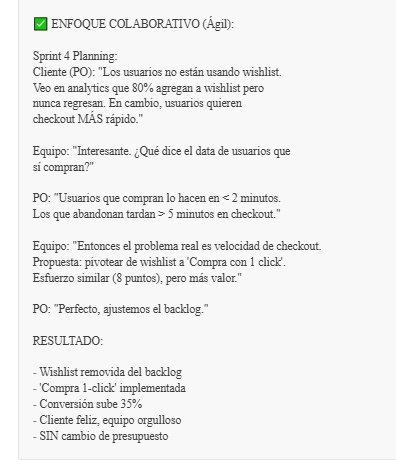 ✅ ENFOQUE COLABORATIVO (Ágil):
Sprint 4 Planning:
Cliente (PO): "Los usuarios no están usando wishlist.
Veo en analytics que 80% agregan a wishlist pero
nunca regresan. En cambio, usuarios quieren
checkout MÁS rápido."
Equipo: "Interesante. ¿Qué dice el data de usuarios que
sí compran?"
PO: "Usuarios que compran lo hacen en < 2 minutos.
Los que abandonan tardan > 5 minutos en checkout."
Equipo: "Entonces el problema real es velocidad de checkout.
Propuesta: pivotear de wishlist a 'Compra con 1 click'.
Esfuerzo similar (8 puntos), pero más valor."
PO: "Perfecto, ajustemos el backlog."
RESULTADO:
- Wishlist removida del backlog
- 'Compra 1-click' implementada
- Conversión sube 35%
- Cliente feliz, equipo orgulloso
- SIN cambio de presupuesto